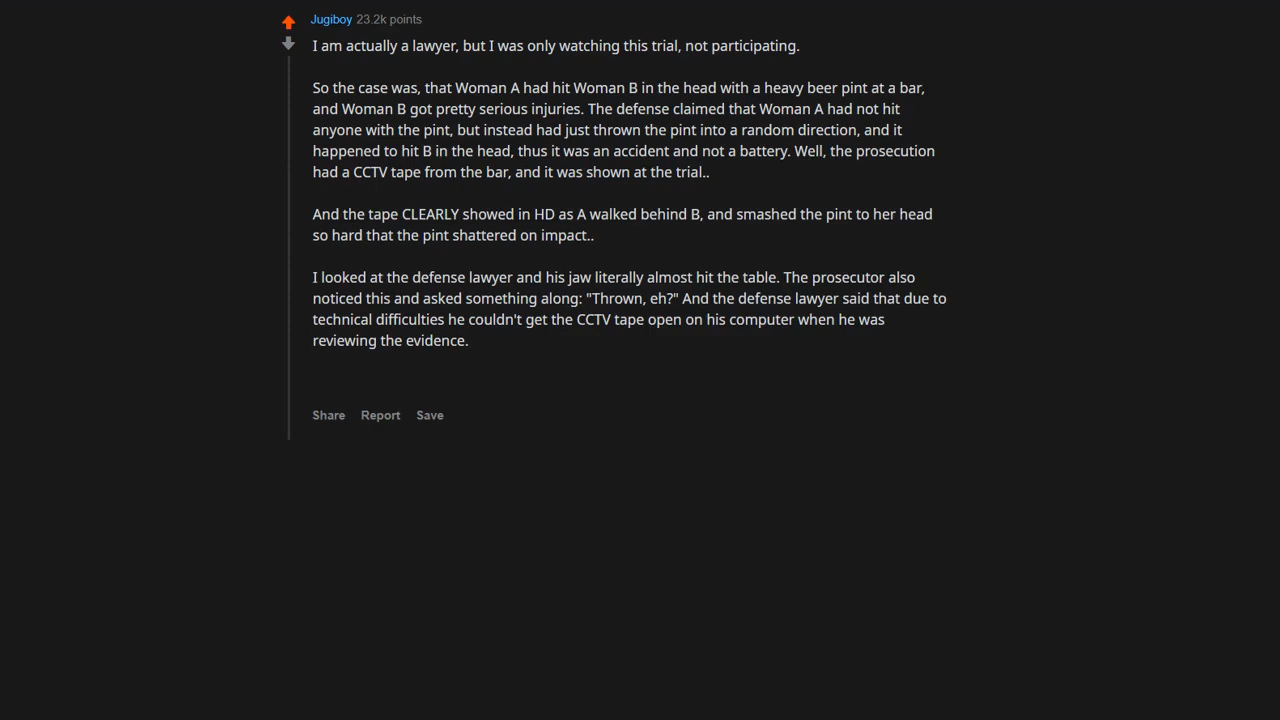 Jugiboy 23.2k points
I am actually a lawyer, but I was only watching this trial, not participating.
So the case was, that Woman A had hit Woman B in the head with a heavy beer pint at a bar,
and Woman B got pretty serious injuries. The defense claimed that Woman A had not hit
anyone with the pint, but instead had just thrown the pint into a random direction, and it
happened to hit B in the head, thus it was an accident and not a battery. Well, the prosecution
had a CCTV tape from the bar, and it was shown at the trial..
And the tape CLEARLY showed in HD as A walked behind B, and smashed the pint to her head
so hard that the pint shattered on impact..
I looked at the defense lawyer and his jaw literally almost hit the table. The prosecutor also
noticed this and asked something along: "Thrown, eh?" And the defense lawyer said that due to
technical difficulties he couldn't get the CCTV tape open on his computer when he was
reviewing the evidence.
Share Report Save